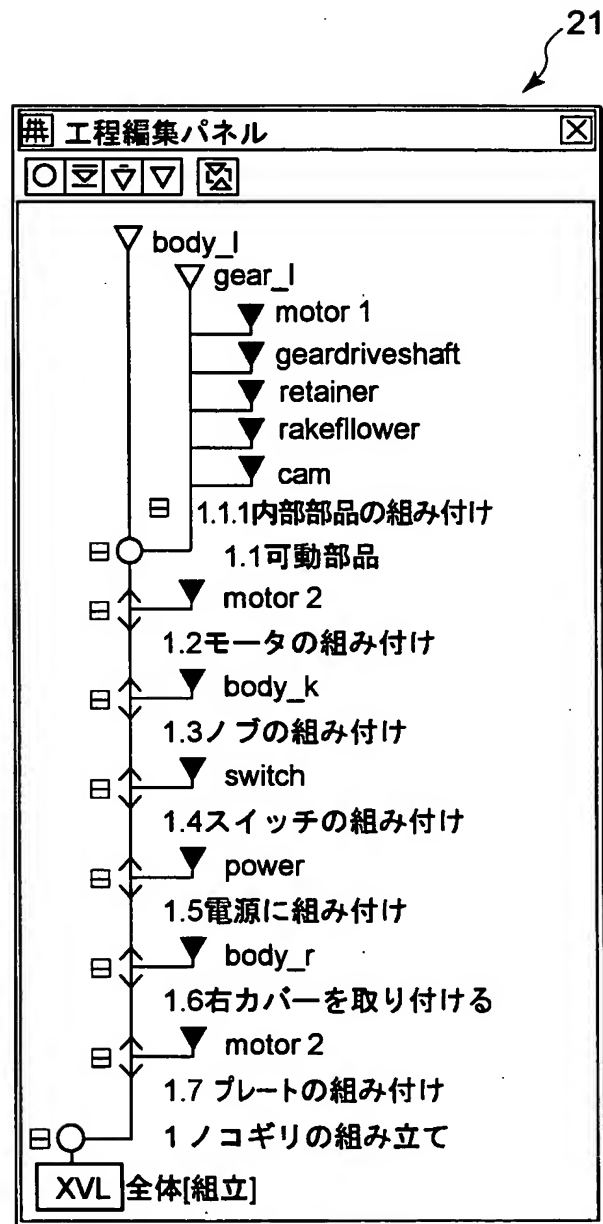 21
工程編集パネル
body_l
gear_l
motor 1
geardriveshaft
retainer
rakefllower
cam
1.1.1内部部品の組み付け
1.1可動部品
motor 2
1.2モータの組み付け
body_k
1.3ノブの組み付け
switch
1.4スイッチの組み付け
power
1.5電源に組み付け
body_r
1.6右カバーを取り付ける
motor 2
1.7 プレートの組み付け
1ノコギリの組み立て
XVL 全体[組立]